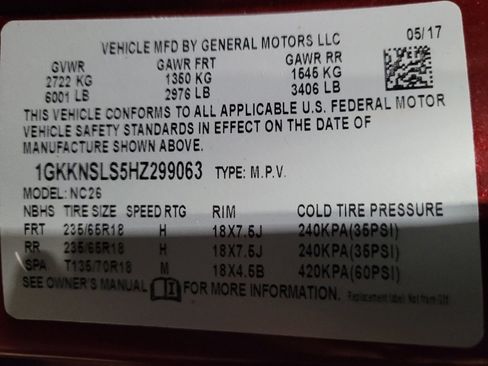 VEHICLE MFD BY GENERAL MOTORS LLC 05/17
GVWR GAWR FRT GAWR RR
2722 KG 1350 KG 1545 KG
6001 LB 2976 LB 3406 LB
THIS VEHICLE CONFORMS TO ALL APPLICABLE U.S. FEDERAL MOTOR
VEHICLE SAFETY STANDARDS IN EFFECT ON THE DATE OF
MANUFACTURE SHOWN ABOVE.
1GKKNSLS5HZ299063 TYPE: M.P.V.
MODEL: NC26
NBHS TIRE SIZE SPEED RTG RIM COLD TIRE PRESSURE
FRT 235/65R18 H 18X7.5J 240KPA(35PSI)
RR 235/65R18 H 18X7.5J 240KPA(35PSI)
SPA T135/70R18 M 18X4.5B 420KPA(60PSI)
SEE OWNER'S MANUAL FOR MORE INFORMATION. Replacement label. Not from